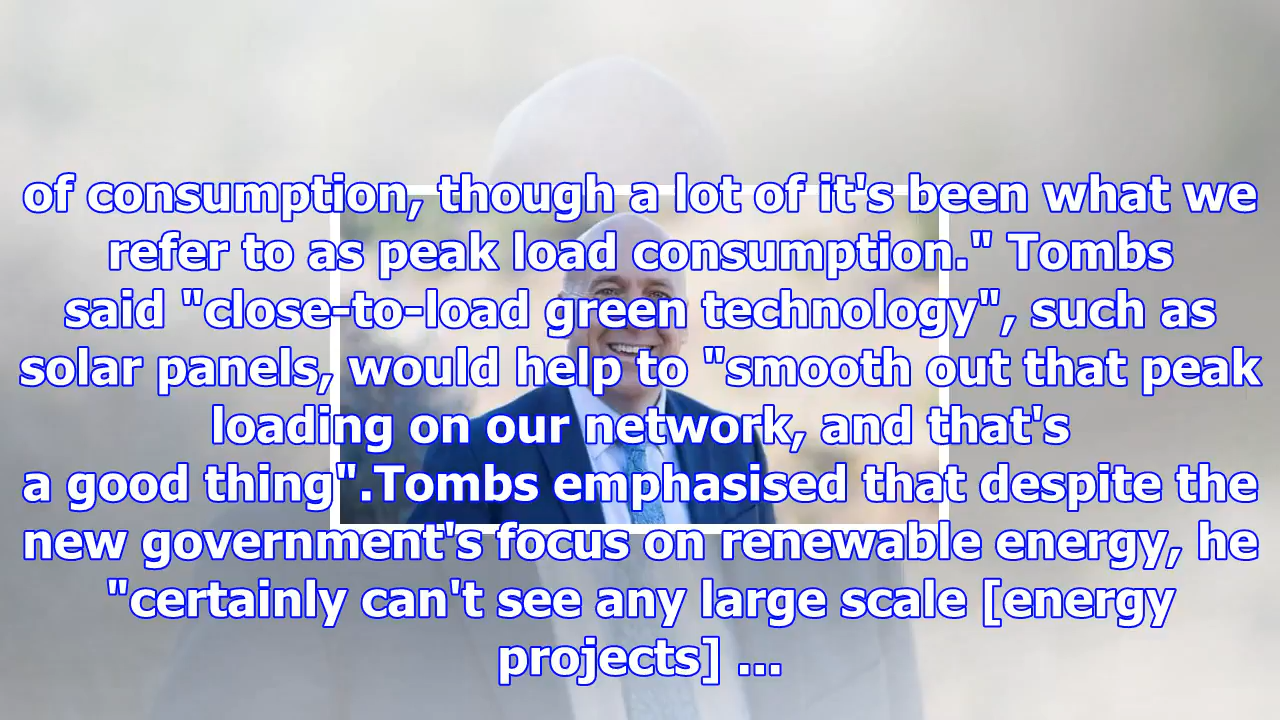 of consumption, though a lot of it's been what we
refer to as peak load consumption." Tombs
said "close-to-load green technology", such as
solar panels, would help to "smooth out that peak
loading on our network, and that's
a good thing".Tombs emphasised that despite the
new government's focus on renewable energy, he
"certainly can't see any large scale [energy
projects] ...